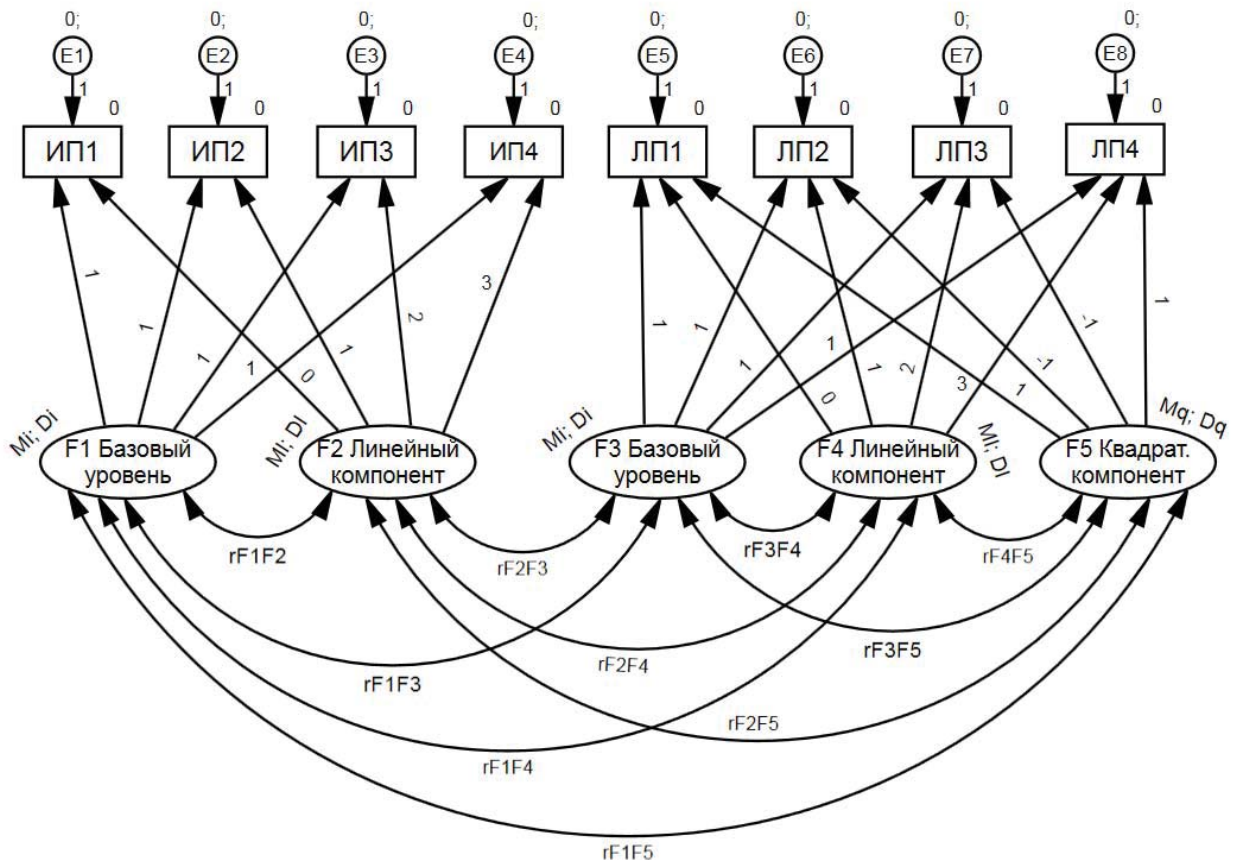 0; 0; 0; 0; 0; 0; 0; 0;
E1 E2 E3 E4 E5 E6 E7 E8
1 1 1 1 1 1 1 1
0 0 0 0 0 0 0 0
ИП1 ИП2 ИП3 ИП4 ЛП1 ЛП2 ЛП3 ЛП4
1 1 1 1 0 1 2 3
1 1 1 1 0 1 2 3 1 -1 -1 1
Mi; Di
F1 Базовый
уровень
Ml; Dl
F2 Линейный
компонент
Mi; Di
F3 Базовый
уровень
F4 Линейный
компонент
Ml; Dl
Mq; Dq
F5 Квадрат.
компонент
rF1F2
rF2F3
rF3F4
rF4F5
rF1F3
rF2F4
rF3F5
rF1F4
rF2F5
rF1F5